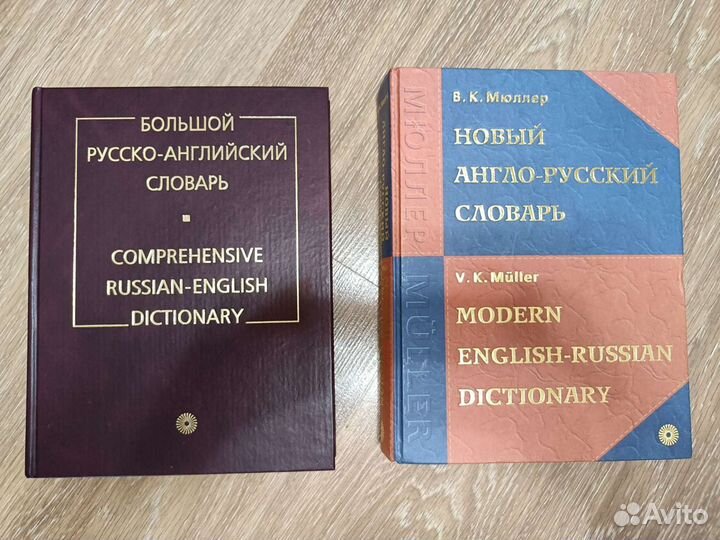 БОЛЬШОЙ
РУССКО-АНГЛИЙСКИЙ
СЛОВАРЬ
COMPREHENSIVE
RUSSIAN-ENGLISH
DICTIONARY
МЮЛЛЕР
MÜLLER
В. К. Мюллер
НОВЫЙ
АНГЛО-РУССКИЙ
СЛОВАРЬ
V. K. Müller
MODERN
ENGLISH-RUSSIAN
DICTIONARY
Avito